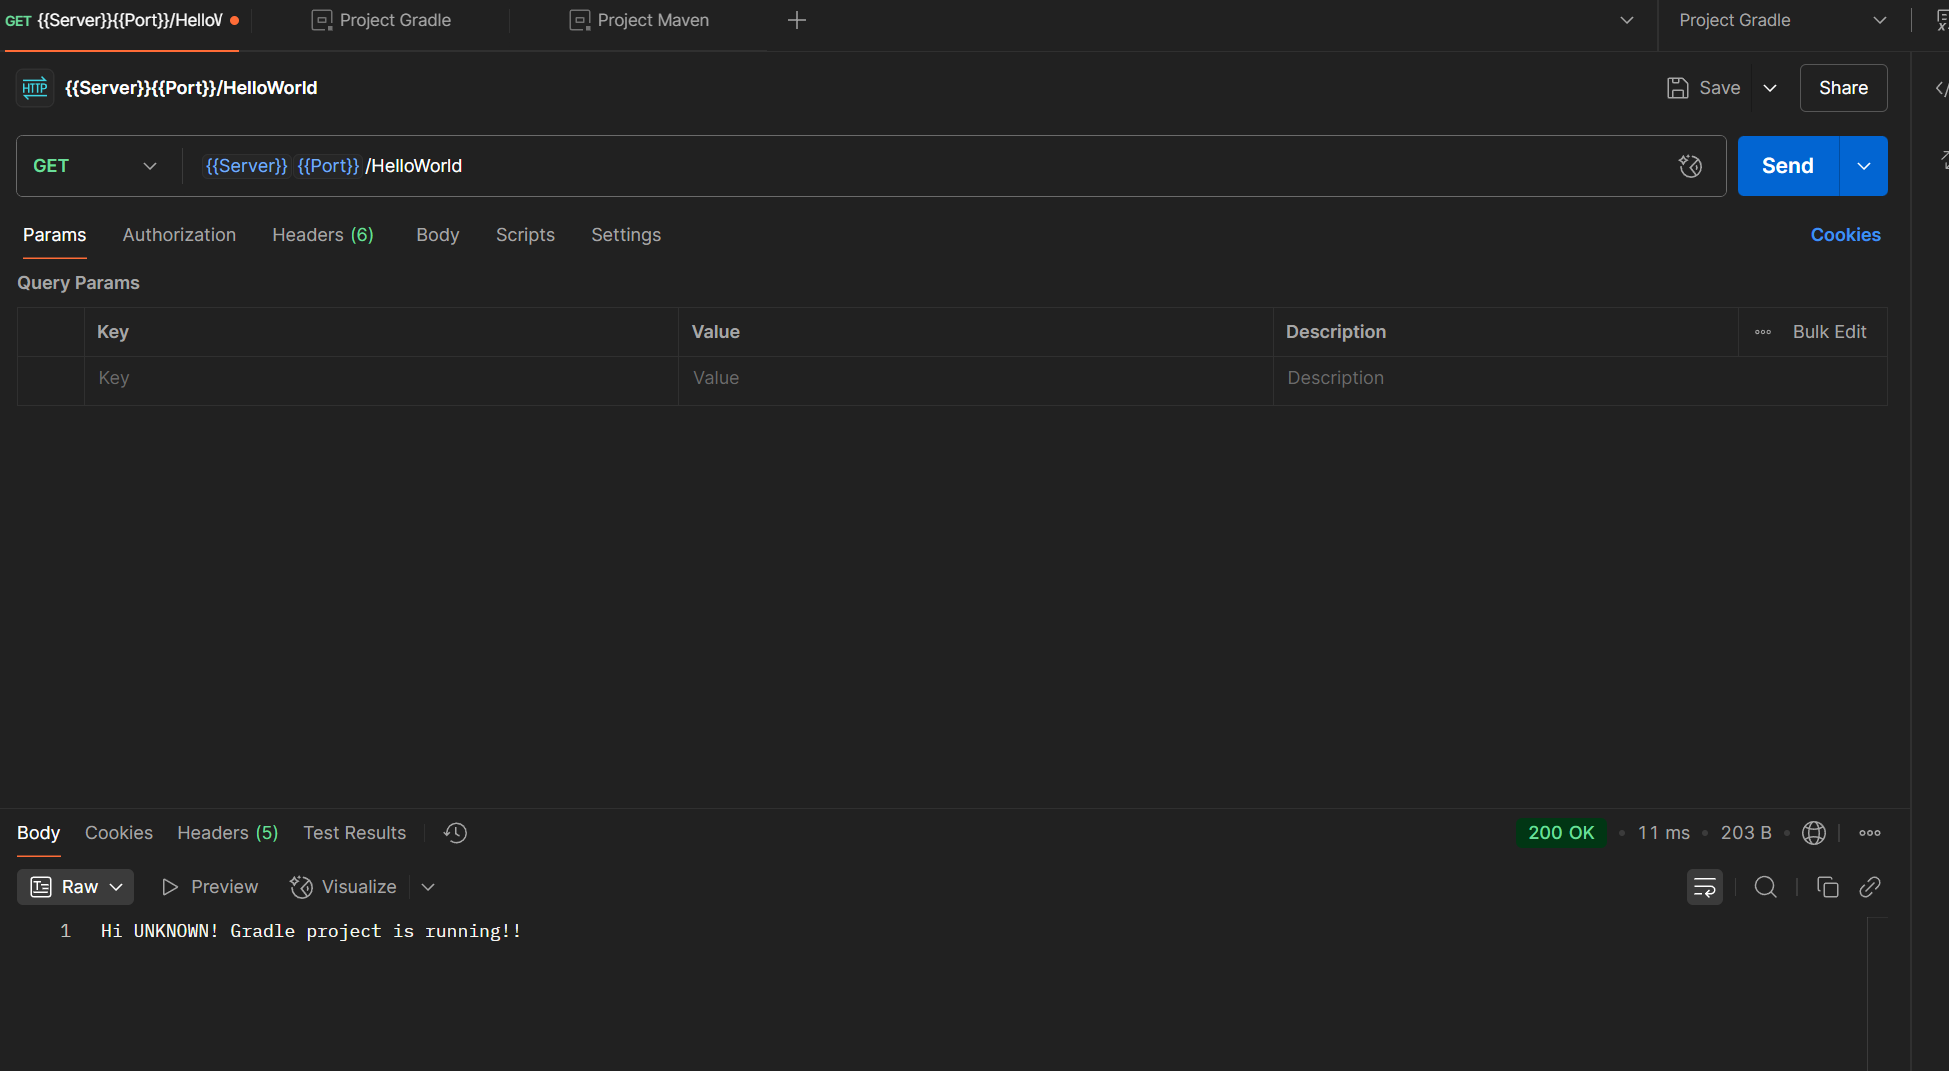 GET {{Server}}{{Port}}/HelloV
Project Gradle
Project Maven
Project Gradle
HTTP
{{Server}}{{Port}}/HelloWorld
Save
Share
GET
{{Server}} {{Port}} /HelloWorld
Send
Params Authorization Headers (6) Body Scripts Settings
Cookies
Query Params
Key Value Description Bulk Edit
Key Value Description
Body Cookies Headers (5) Test Results
200 OK • 11 ms • 203 B
Raw Preview Visualize
1 Hi UNKNOWN! Gradle project is running!!